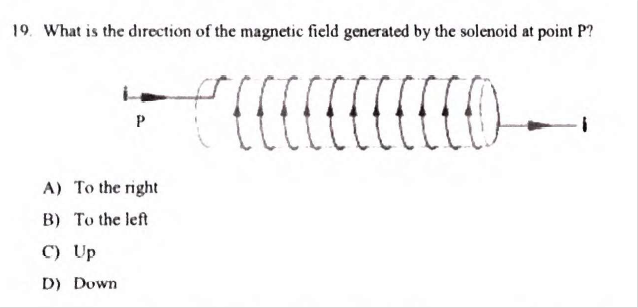 19. What is the direction of the magnetic field generated by the solenoid at point P?
i
P
i
A) To the right
B) To the left
C) Up
D) Down